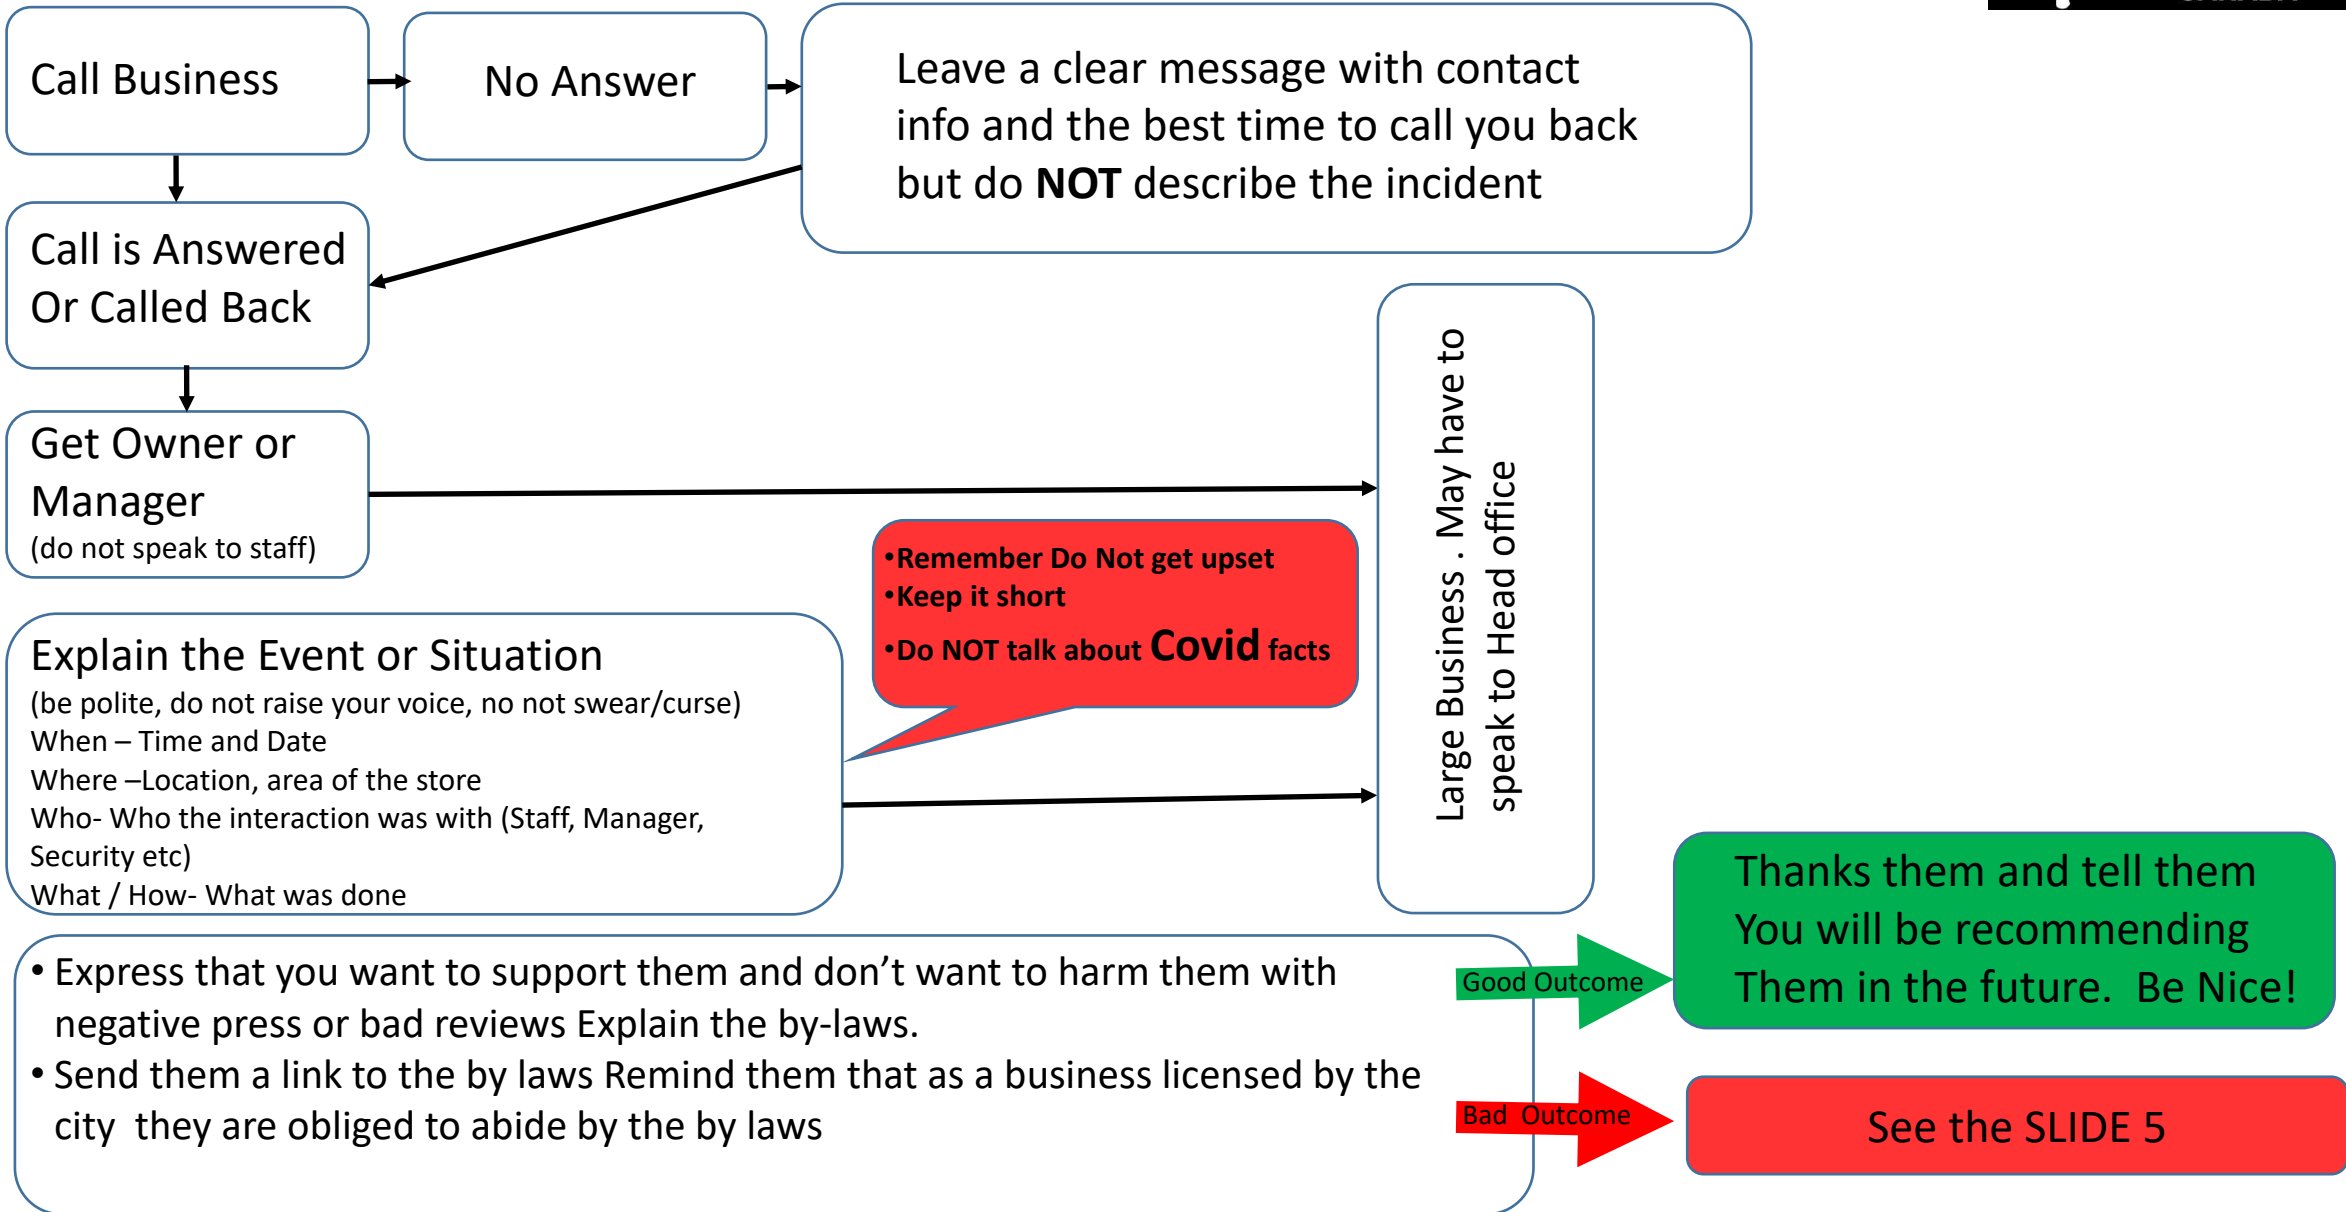 Call Business
No Answer
Leave a clear message with contact
info and the best time to call you back
but do NOT describe the incident
Call is Answered
Or Called Back
Get Owner or
Manager
(do not speak to staff)
Large Business . May have to
speak to Head office
•Remember Do Not get upset
•Keep it short
•Do NOT talk about Covid facts
Explain the Event or Situation
(be polite, do not raise your voice, no not swear/curse)
When – Time and Date
Where –Location, area of the store
Who- Who the interaction was with (Staff, Manager,
Security etc)
What / How- What was done
• Express that you want to support them and don’t want to harm them with
negative press or bad reviews Explain the by-laws.
• Send them a link to the by laws Remind them that as a business licensed by the
city  they are obliged to abide by the by laws
Good Outcome
Thanks them and tell them
You will be recommending
Them in the future.  Be Nice!
Bad  Outcome
See the SLIDE 5